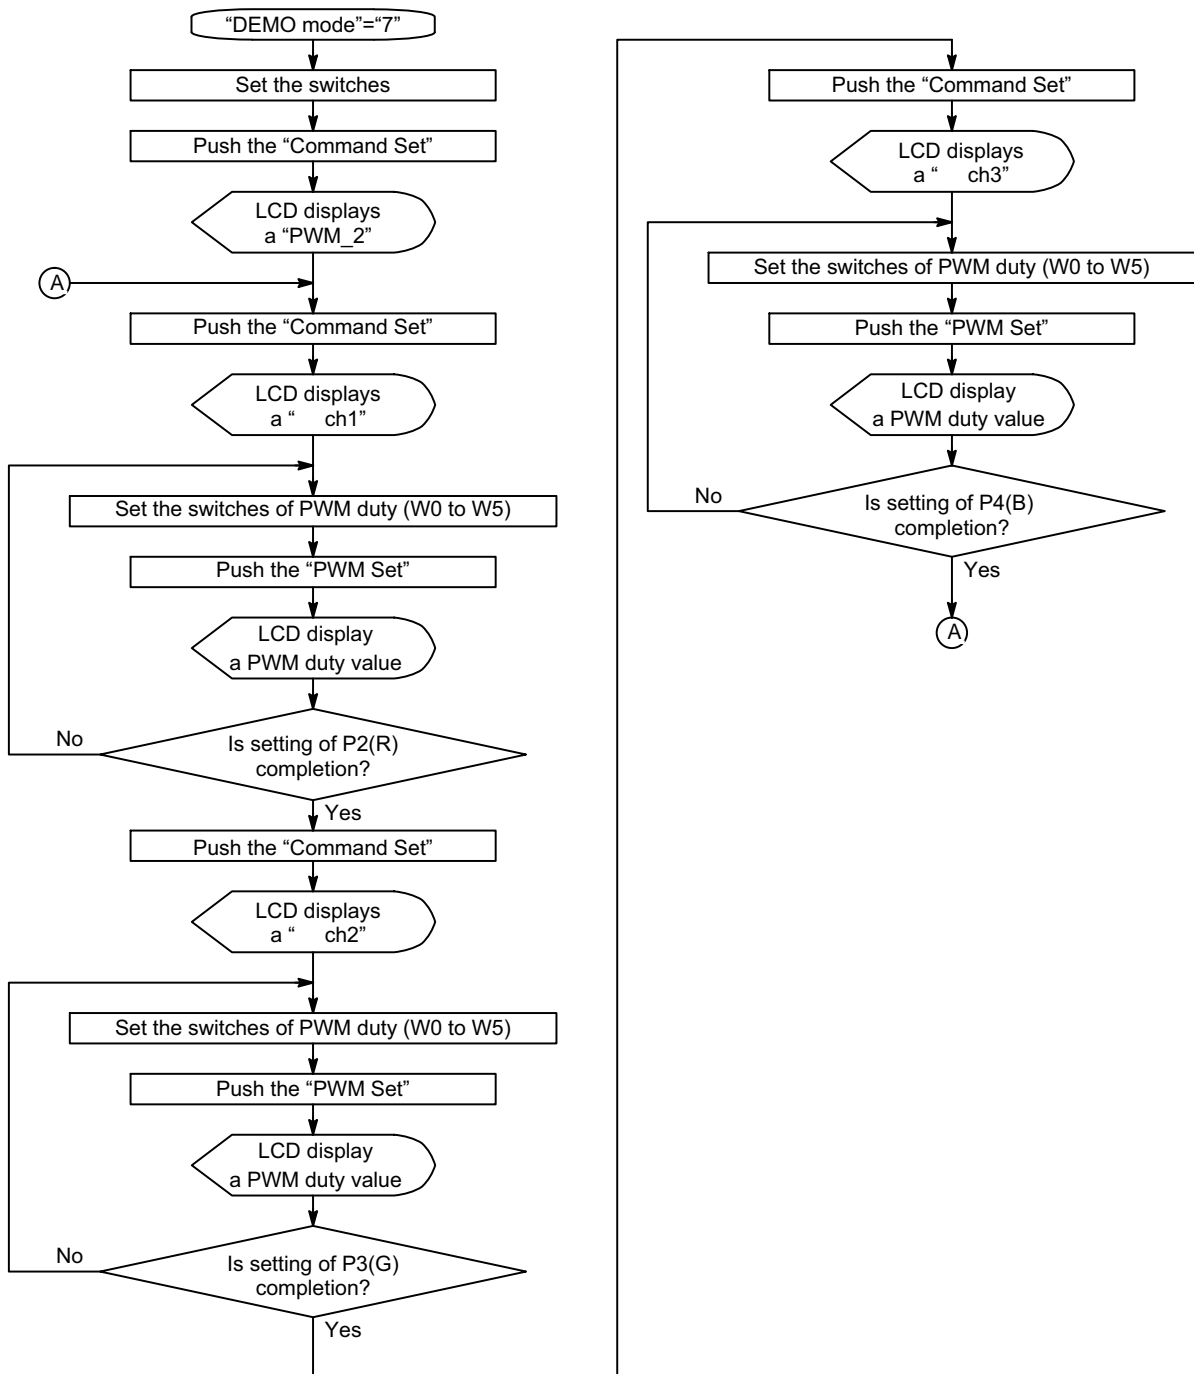 “DEMO mode”=“7”
Set the switches
Push the “Command Set”
LCD displays
a “PWM_2”
A
Push the “Command Set”
LCD displays
a “     ch1”
Set the switches of PWM duty (W0 to W5)
Push the “PWM Set”
LCD display
a PWM duty value
No
Is setting of P2(R)
completion?
Yes
Push the “Command Set”
LCD displays
a “     ch2”
Set the switches of PWM duty (W0 to W5)
Push the “PWM Set”
LCD display
a PWM duty value
No
Is setting of P3(G)
completion?
Yes
Push the “Command Set”
LCD displays
a “     ch3”
Set the switches of PWM duty (W0 to W5)
Push the “PWM Set”
LCD display
a PWM duty value
No
Is setting of P4(B)
completion?
Yes
A